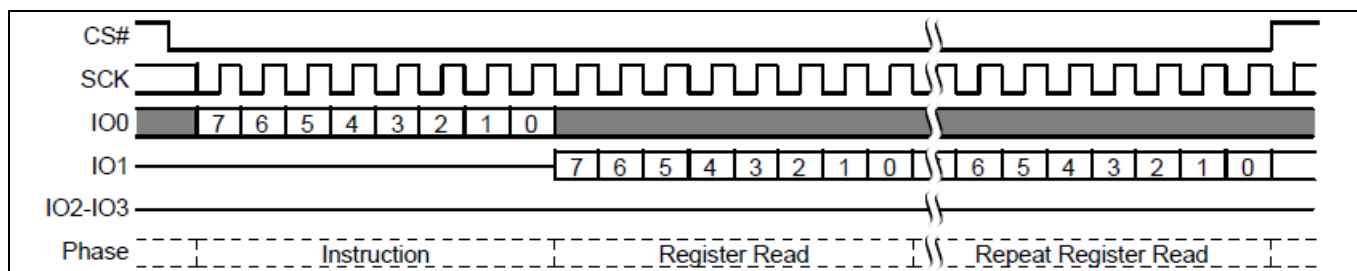 CS#
SCK
IO0 7 6 5 4 3 2 1 0
IO1 7 6 5 4 3 2 1 0 6 5 4 3 2 1 0
IO2-IO3
Phase Instruction Register Read Repeat Register Read